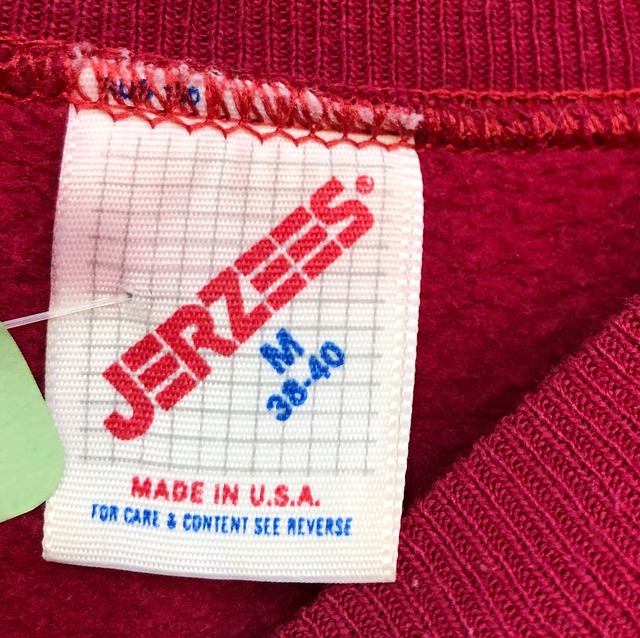 JERZEES®
M
38-40
MADE IN U.S.A.
FOR CARE & CONTENT SEE REVERSE